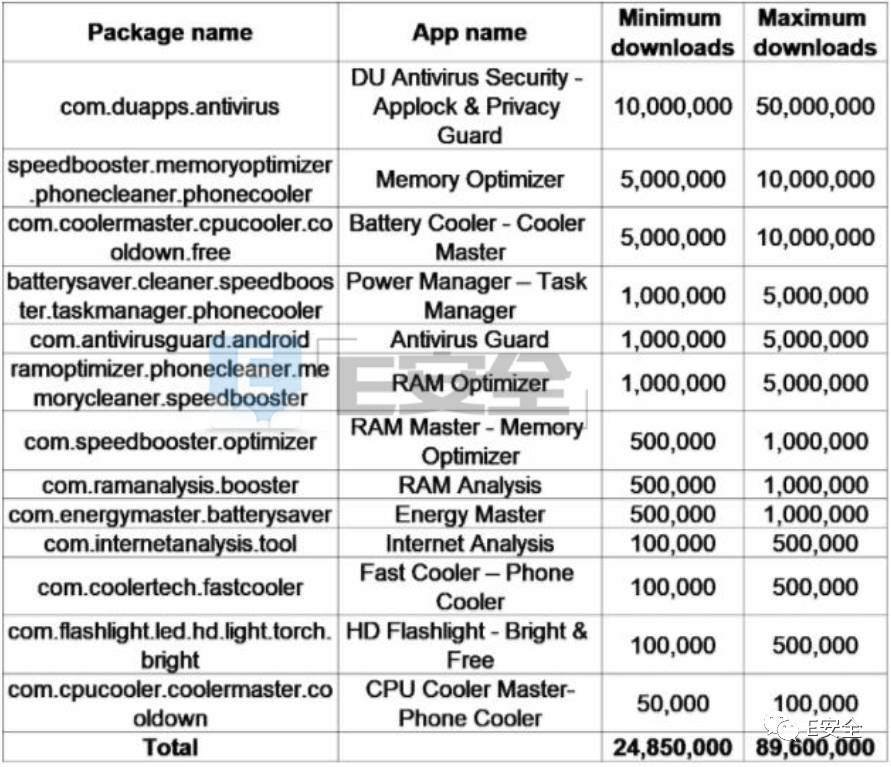 Package name App name Minimum downloads Maximum downloads
com.duapps.antivirus DU Antivirus Security - Applock & Privacy Guard 10,000,000 50,000,000
speedbooster.memoryoptimizer.phonecleaner.phonecooler Memory Optimizer 5,000,000 10,000,000
com.coolermaster.cpucooler.cooldown.free Battery Cooler - Cooler Master 5,000,000 10,000,000
batterysaver.cleaner.speedbooster.taskmanager.phonecooler Power Manager – Task Manager 1,000,000 5,000,000
com.antivirusguard.android Antivirus Guard 1,000,000 5,000,000
ramoptimizer.phonecleaner.memorycleaner.speedbooster RAM Optimizer 1,000,000 5,000,000
com.speedbooster.optimizer RAM Master - Memory Optimizer 500,000 1,000,000
com.ramanalysis.booster RAM Analysis 500,000 1,000,000
com.energymaster.batterysaver Energy Master 500,000 1,000,000
com.internetanalysis.tool Internet Analysis 100,000 500,000
com.coolertech.fastcooler Fast Cooler – Phone Cooler 100,000 500,000
com.flashlight.led.hd.light.torch.bright HD Flashlight - Bright & Free 100,000 500,000
com.cpucooler.coolermaster.cooldown CPU Cooler Master- Phone Cooler 50,000 100,000
Total 24,850,000 89,600,000
E安全
E安全